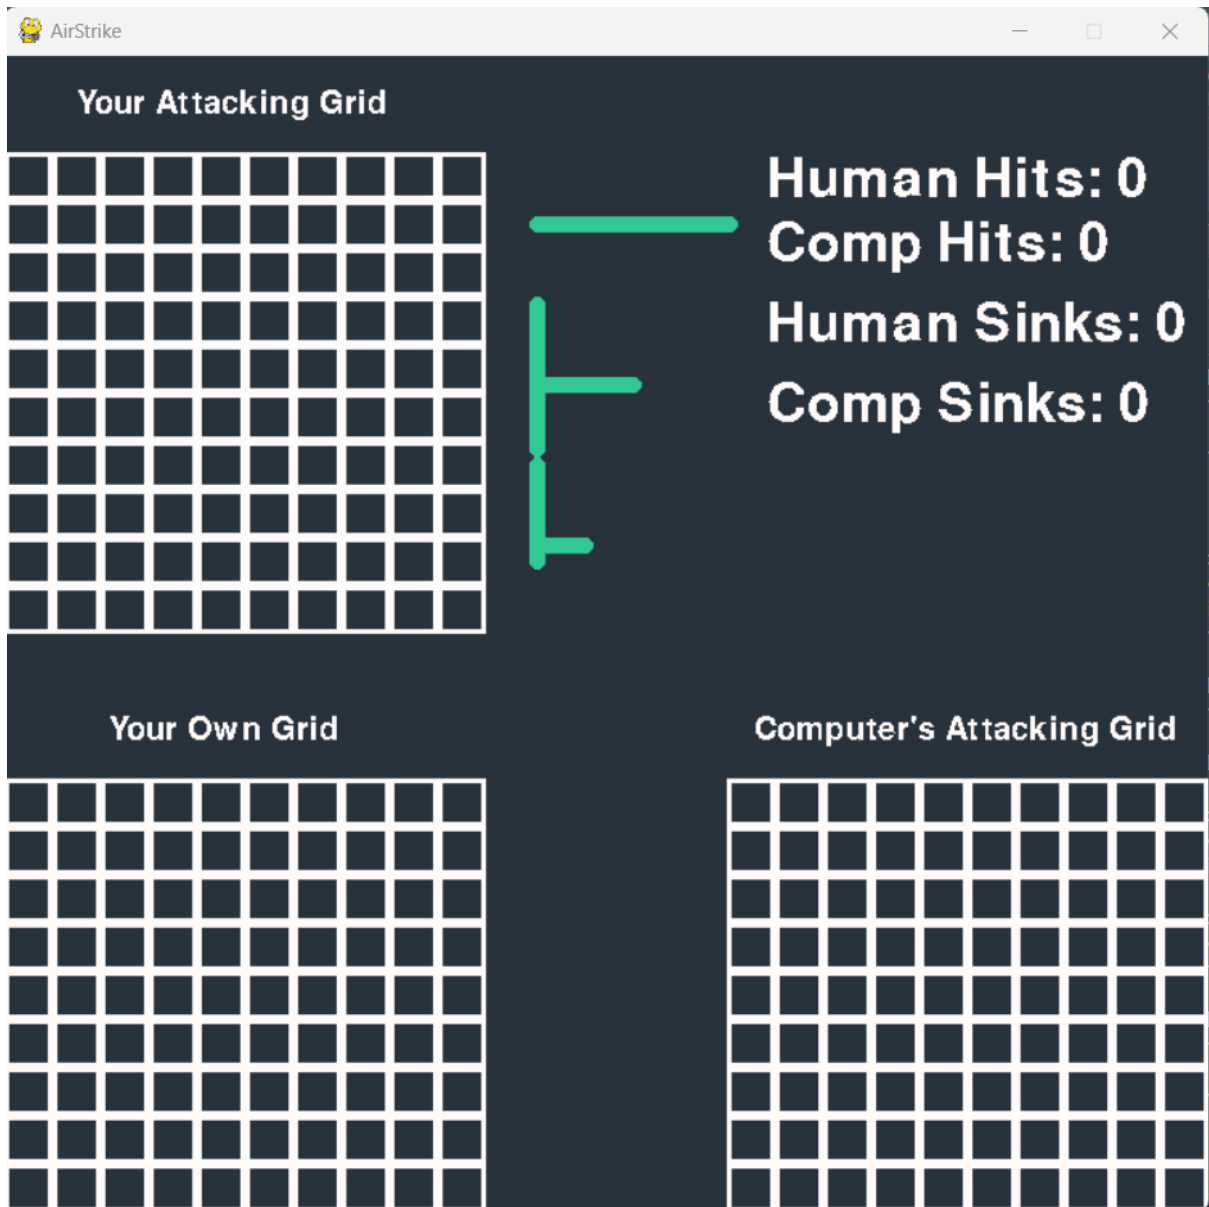 AirStrike
Your Attacking Grid
Human Hits: 0
Comp Hits: 0
Human Sinks: 0
Comp Sinks: 0
Your Own Grid
Computer's Attacking Grid